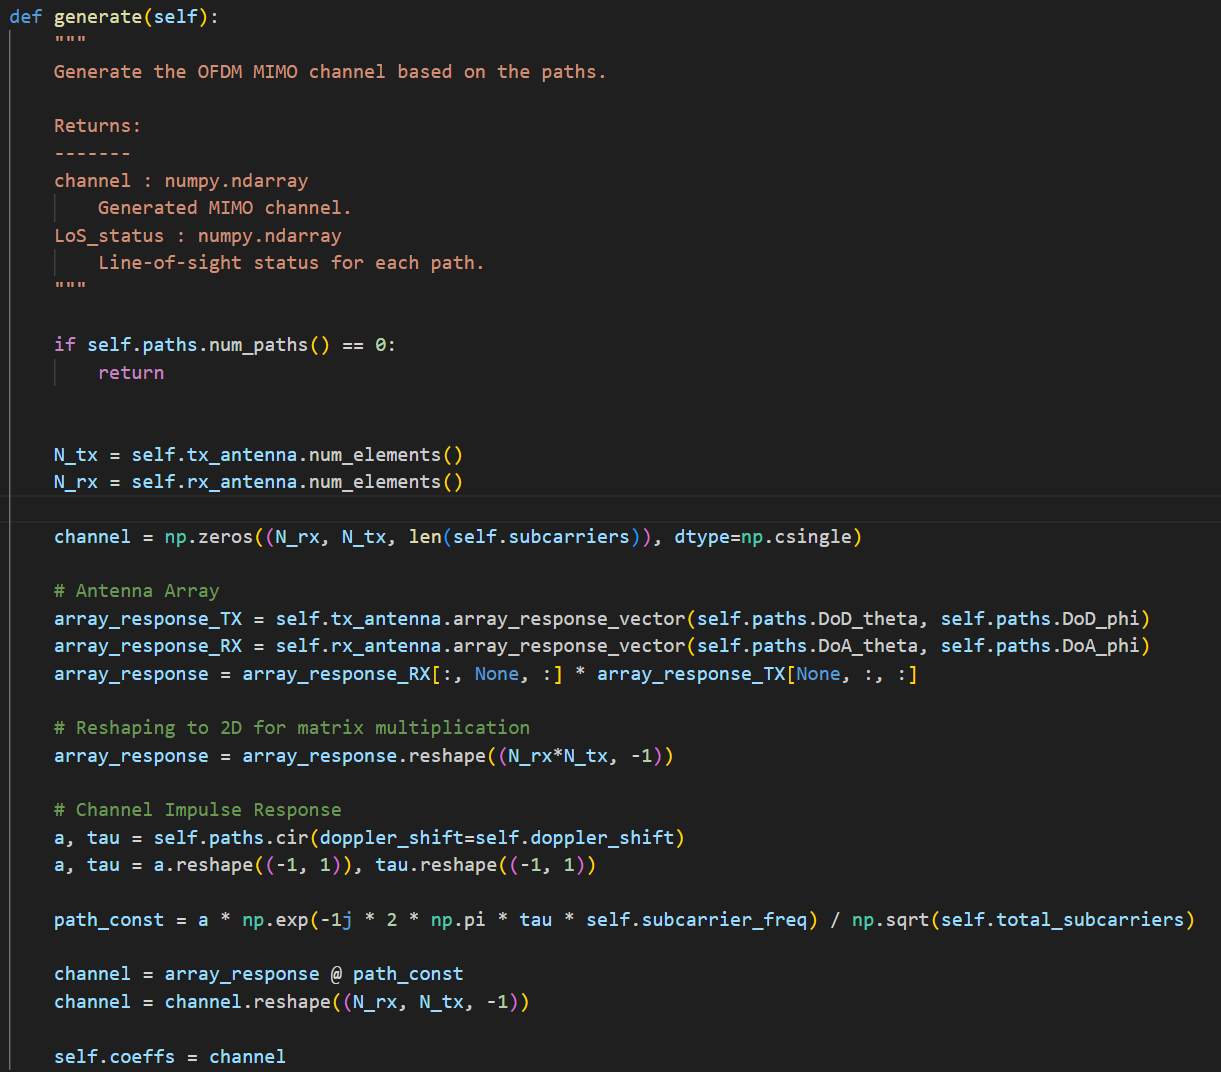 def generate(self):
    """
    Generate the OFDM MIMO channel based on the paths.

    Returns:
    -------
    channel : numpy.ndarray
        Generated MIMO channel.
    LoS_status : numpy.ndarray
        Line-of-sight status for each path.
    """

    if self.paths.num_paths() == 0:
        return


    N_tx = self.tx_antenna.num_elements()
    N_rx = self.rx_antenna.num_elements()

    channel = np.zeros((N_rx, N_tx, len(self.subcarriers)), dtype=np.csingle)

    # Antenna Array
    array_response_TX = self.tx_antenna.array_response_vector(self.paths.DoD_theta, self.paths.DoD_phi)
    array_response_RX = self.rx_antenna.array_response_vector(self.paths.DoA_theta, self.paths.DoA_phi)
    array_response = array_response_RX[:, None, :] * array_response_TX[None, :, :]

    # Reshaping to 2D for matrix multiplication
    array_response = array_response.reshape((N_rx*N_tx, -1))

    # Channel Impulse Response
    a, tau = self.paths.cir(doppler_shift=self.doppler_shift)
    a, tau = a.reshape((-1, 1)), tau.reshape((-1, 1))

    path_const = a * np.exp(-1j * 2 * np.pi * tau * self.subcarrier_freq) / np.sqrt(self.total_subcarriers)

    channel = array_response @ path_const
    channel = channel.reshape((N_rx, N_tx, -1))

    self.coeffs = channel